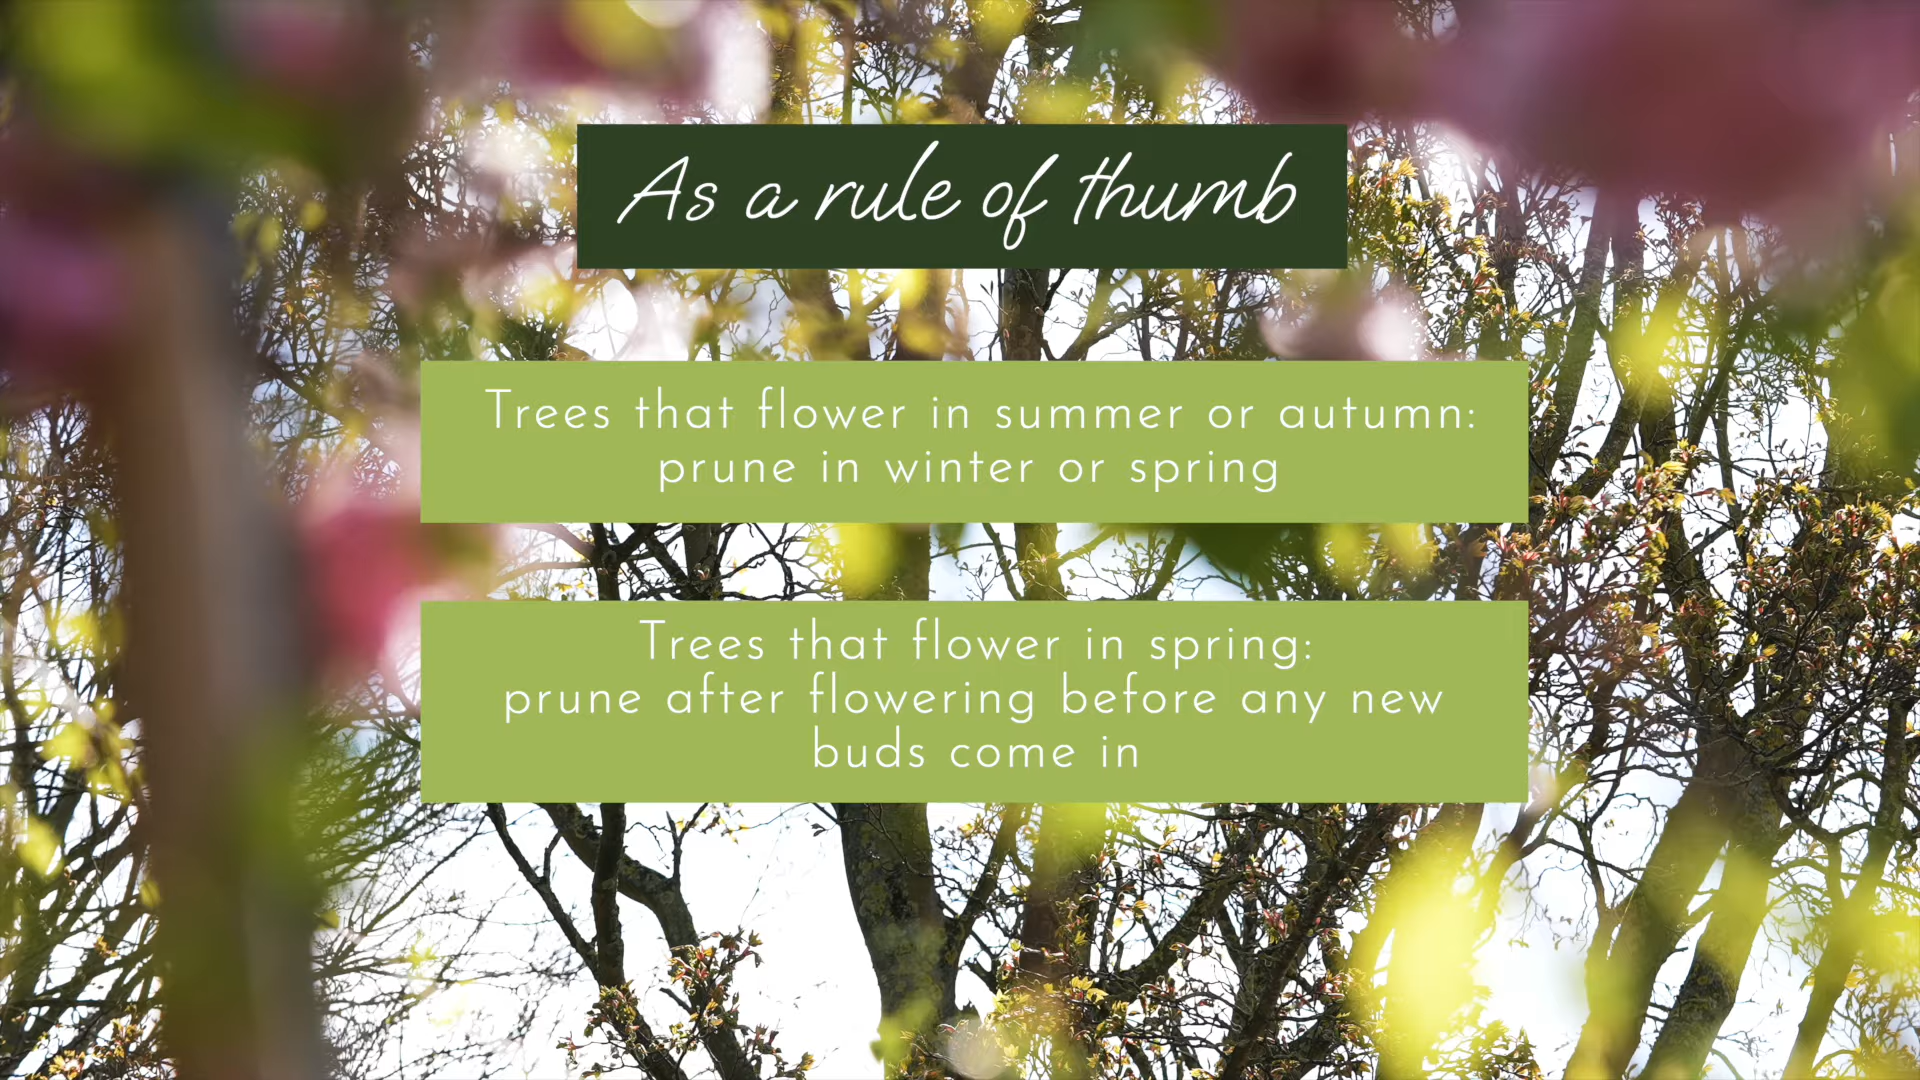 As a rule of thumb
Trees that flower in summer or autumn:
prune in winter or spring
Trees that flower in spring:
prune after flowering before any new
buds come in